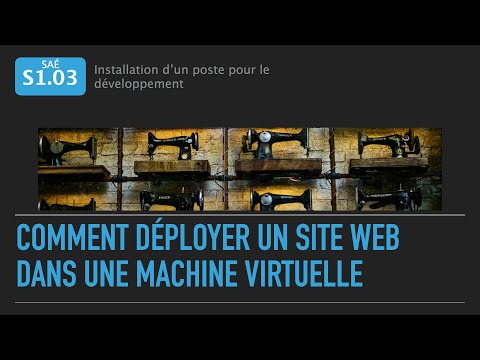 SAÉ
S1.03
Installation d'un poste pour le
développement
COMMENT DÉPLOYER UN SITE WEB
DANS UNE MACHINE VIRTUELLE